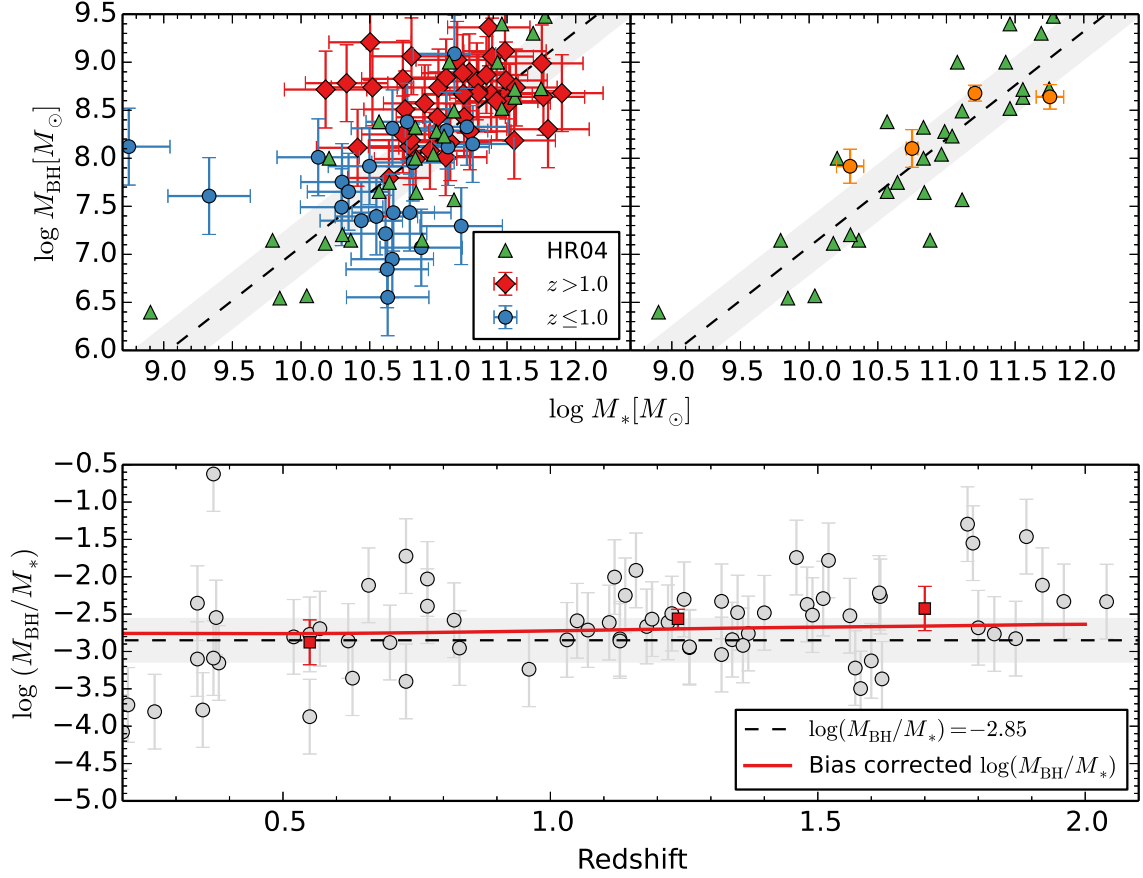 9.5
9.0
8.5
8.0
7.5
7.0
6.5
6.0
log M_BH[M_⊙]
HR04
z>1.0
z≤1.0
9.0 9.5 10.0 10.5 11.0 11.5 12.0
9.0 9.5 10.0 10.5 11.0 11.5 12.0
log M_*[M_⊙]
−0.5
−1.0
−1.5
−2.0
−2.5
−3.0
−3.5
−4.0
−4.5
−5.0
log (M_BH/M_*)
log(M_BH/M_*)=−2.85
Bias corrected log(M_BH/M_*)
0.5 1.0 1.5 2.0
Redshift